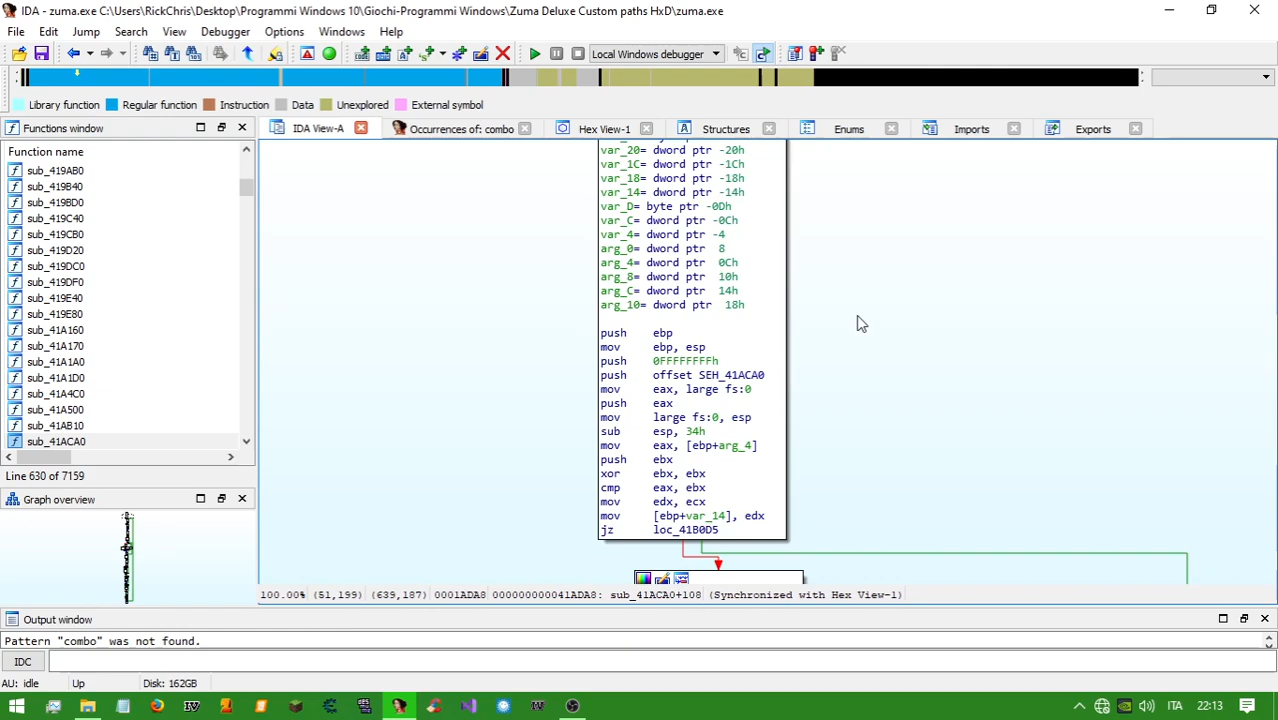 IDA - zuma.exe C:\Users\RickChris\Desktop\Programmi Windows 10\Giochi-Programmi Windows\Zuma Deluxe Custom paths HxD\zuma.exe
File Edit Jump Search View Debugger Options Windows Help
Local Windows debugger
Library function Regular function Instruction Data Unexplored External symbol
Functions window
IDA View-A Occurrences of: combo Hex View-1 Structures Enums Imports Exports
Function name
sub_419AB0
sub_419B40
sub_419BD0
sub_419C40
sub_419CB0
sub_419D20
sub_419DC0
sub_419DF0
sub_419E40
sub_419E80
sub_41A160
sub_41A170
sub_41A1A0
sub_41A1D0
sub_41A4C0
sub_41A500
sub_41AB10
sub_41ACA0
Line 630 of 7159
Graph overview
var_20= dword ptr -20h
var_1C= dword ptr -1Ch
var_18= dword ptr -18h
var_14= dword ptr -14h
var_D= byte ptr -0Dh
var_C= dword ptr -0Ch
var_4= dword ptr -4
arg_0= dword ptr 8
arg_4= dword ptr 0Ch
arg_8= dword ptr 10h
arg_C= dword ptr 14h
arg_10= dword ptr 18h
push ebp
mov ebp, esp
push 0FFFFFFFFh
push offset SEH_41ACA0
mov eax, large fs:0
push eax
mov large fs:0, esp
sub esp, 34h
mov eax, [ebp+arg_4]
push ebx
xor ebx, ebx
cmp eax, ebx
mov edx, ecx
mov [ebp+var_14], edx
jz loc_41B0D5
100.00% (51,199) (639,187) 0001ADA8 000000000041ADA8: sub_41ACA0+108 (Synchronized with Hex View-1)
Output window
Pattern "combo" was not found.
IDC
AU: idle Up Disk: 162GB
ITA 22:13